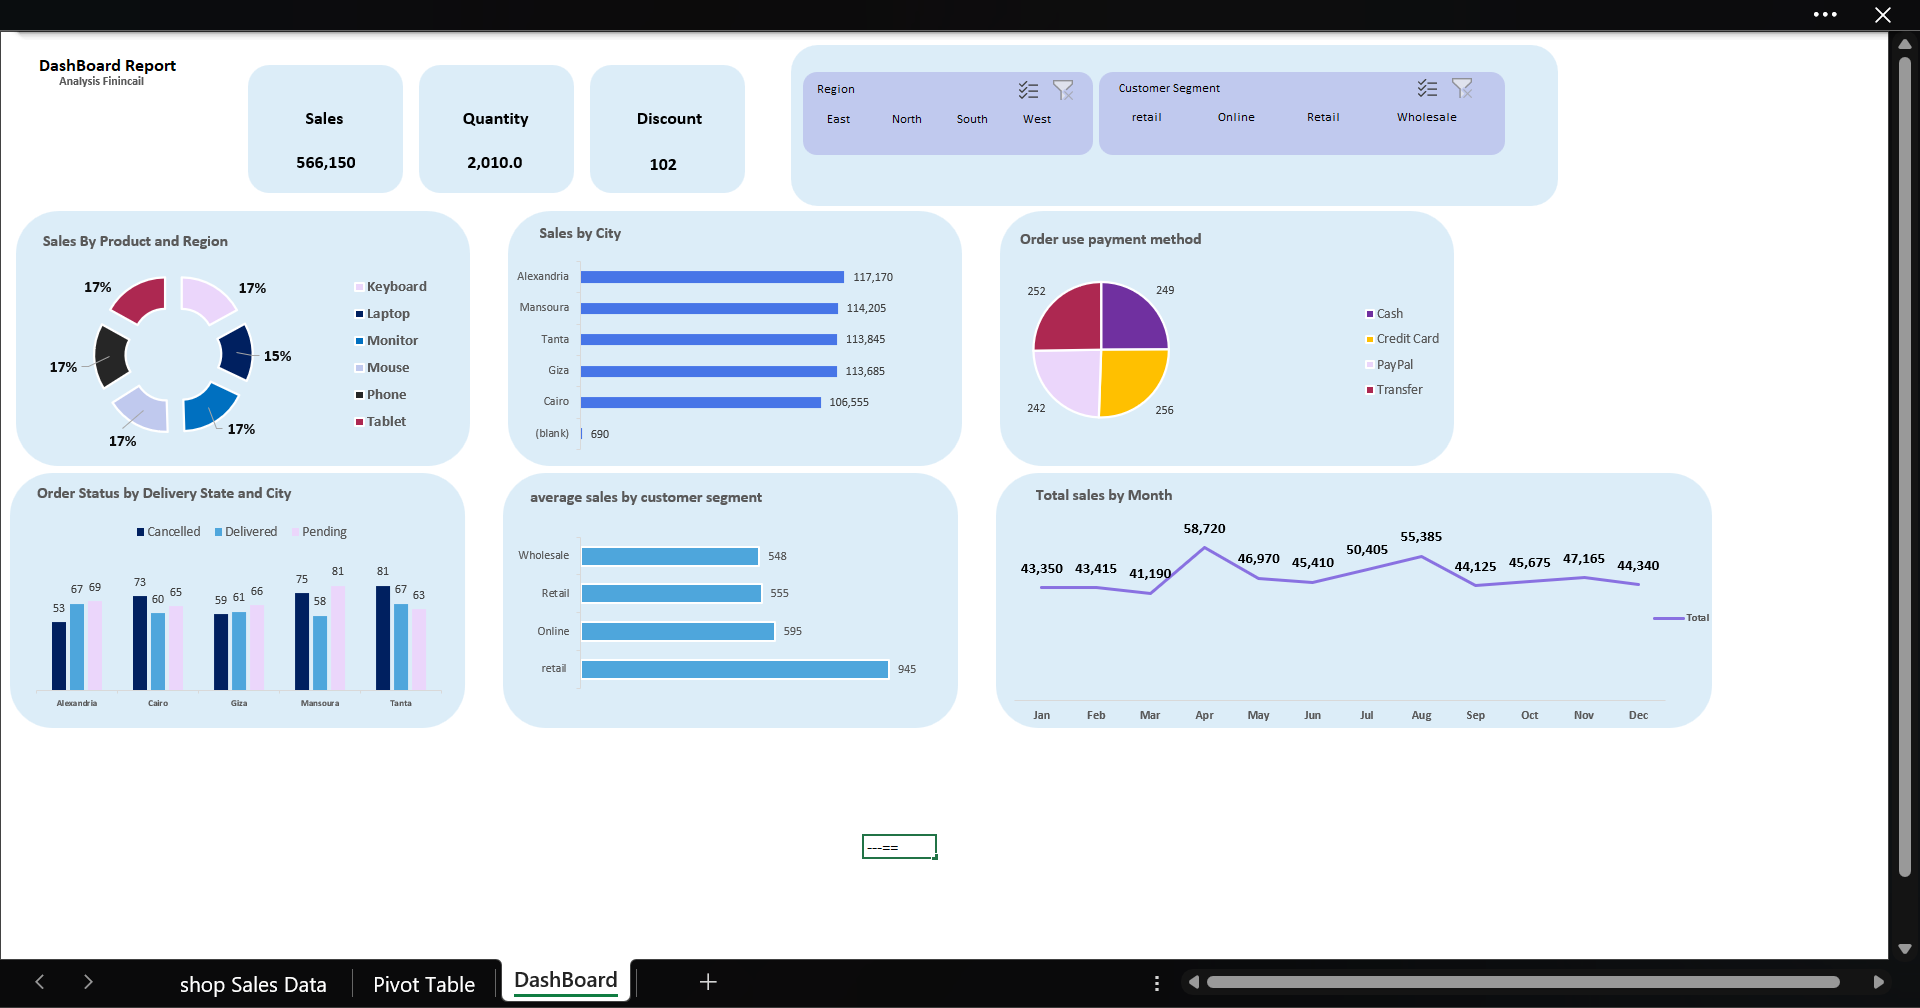 DashBoard Report
Analysis Finincail
Sales
566,150
Quantity
2,010.0
Discount
102
Region
East North South West
Customer Segment
retail Online Retail Wholesale
Sales By Product and Region
17%
17%
15%
17%
17%
17%
Keyboard
Laptop
Monitor
Mouse
Phone
Tablet
Sales by City
Alexandria 117,170
Mansoura 114,205
Tanta 113,845
Giza 113,685
Cairo 106,555
(blank) 690
Order use payment method
252 249
242 256
Cash
Credit Card
PayPal
Transfer
Order Status by Delivery State and City
Cancelled Delivered Pending
53 67 69 73 60 65 59 61 66 75 58 81 81 67 63
Alexandria Cairo Giza Mansoura Tanta
average sales by customer segment
Wholesale 548
Retail 555
Online 595
retail 945
Total sales by Month
43,350 43,415 41,190 58,720 46,970 45,410 50,405 55,385 44,125 45,675 47,165 44,340
Total
Jan Feb Mar Apr May Jun Jul Aug Sep Oct Nov Dec
---==
shop Sales Data Pivot Table DashBoard